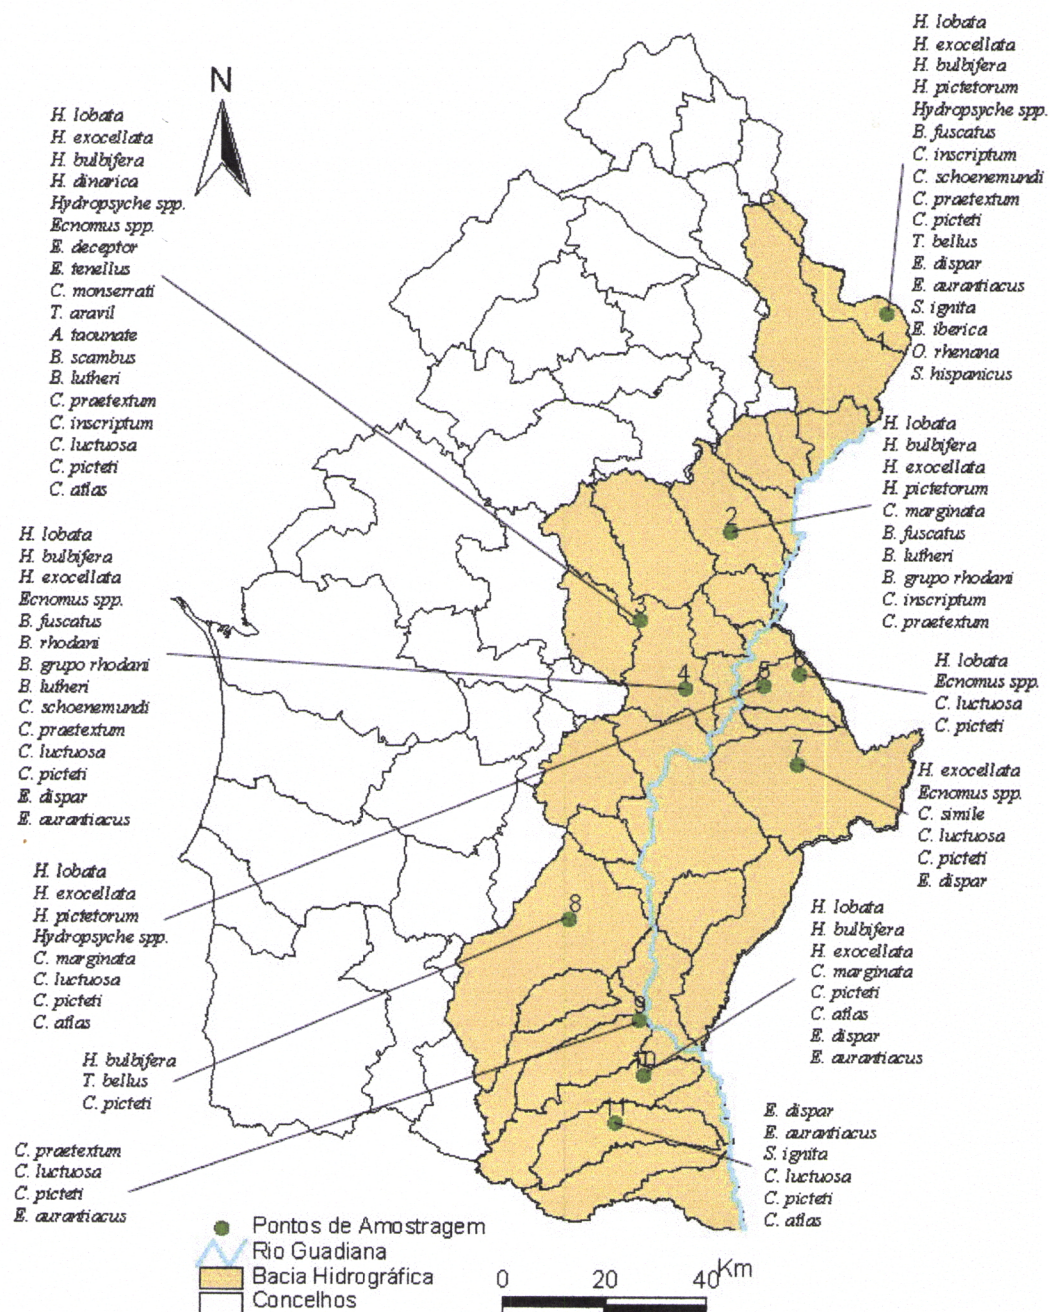 N
H. lobata
H. exocellata
H. bulbifera
H. dinarica
Hydropsyche spp.
Ecnomus spp.
E. deceptor
E. tenellus
C. monserrati
T. aravil
A. taounate
B. scambus
B. lutheri
C. praetextum
C. inscriptum
C. luctuosa
C. picteti
C. atlas
H. lobata
H. exocellata
H. bulbifera
H. pictetorum
Hydropsyche spp.
B. fuscatus
C. inscriptum
C. schoenemundi
C. praetextum
C. picteti
T. bellus
E. dispar
E. aurantiacus
S. ignita
E. iberica
O. rhenana
S. hispanicus
1
H. lobata
H. bulbifera
H. exocellata
H. pictetorum
C. marginata
B. fuscatus
B. lutheri
B. grupo rhodani
C. inscriptum
C. praetextum
2
3
H. lobata
H. bulbifera
H. exocellata
Ecnomus spp.
B. fuscatus
B. rhodani
B. grupo rhodani
B. lutheri
C. schoenemundi
C. praetextum
C. luctuosa
C. picteti
E. dispar
E. aurantiacus
4
5
6
H. lobata
Ecnomus spp.
C. luctuosa
C. picteti
7
H. exocellata
Ecnomus spp.
C. simile
C. luctuosa
C. picteti
E. dispar
H. lobata
H. exocellata
H. pictetorum
Hydropsyche spp.
C. marginata
C. luctuosa
C. picteti
C. atlas
8
H. lobata
H. bulbifera
H. exocellata
C. marginata
C. picteti
C. atlas
E. dispar
E. aurantiacus
9
10
11
H. bulbifera
T. bellus
C. picteti
E. dispar
E. aurantiacus
S. ignita
C. luctuosa
C. picteti
C. atlas
C. praetextum
C. luctuosa
C. picteti
E. aurantiacus
Pontos de Amostragem
Rio Guadiana
Bacia Hidrográfica
Concelhos
0 20 40 Km